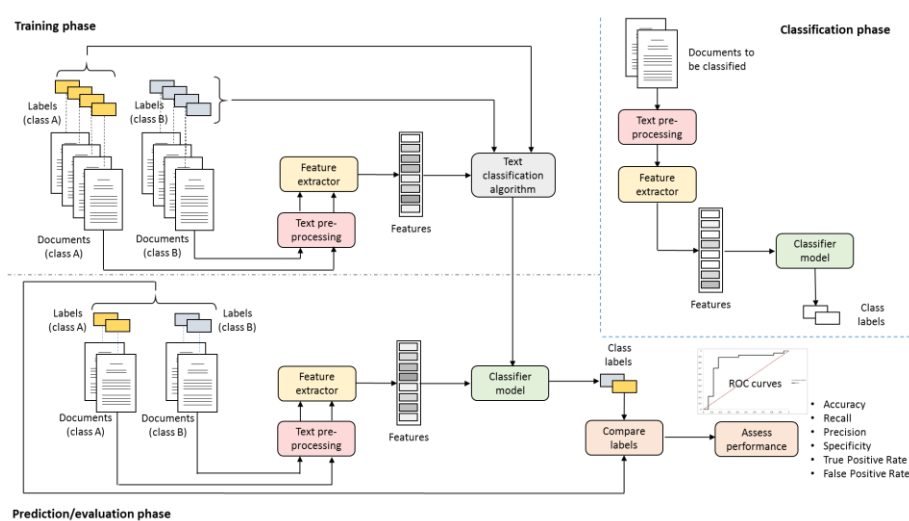 Training phase
Labels
(class A)
Labels
(class B)
Documents
(class A)
Documents
(class B)
Feature
extractor
Text pre-
processing
Features
Text
classification
algorithm
Classification phase
Documents to
be classified
Text pre-
processing
Feature
extractor
Features
Classifier
model
Class
labels
Labels
(class A)
Labels
(class B)
Documents
(class A)
Documents
(class B)
Feature
extractor
Text pre-
processing
Features
Classifier
model
Class
labels
Compare
labels
ROC curves
Assess
performance
• Accuracy
• Recall
• Precision
• Specificity
• True Positive Rate
• False Positive Rate
Prediction/evaluation phase